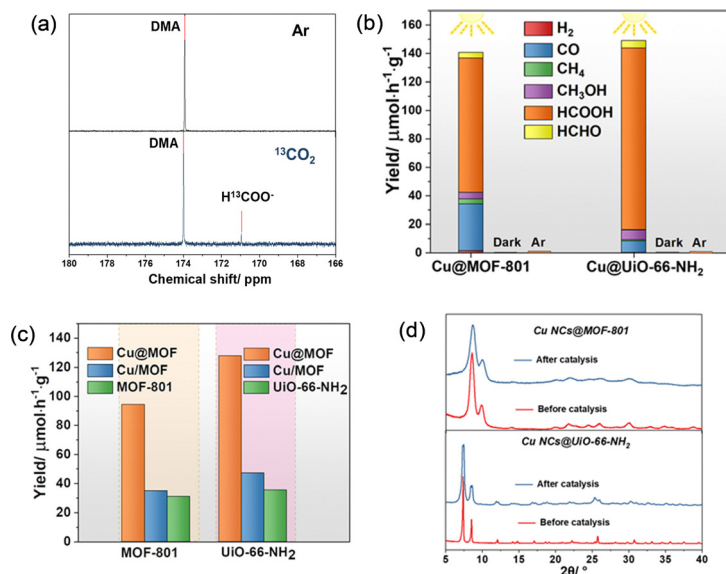 (a)
DMA
Ar
DMA
¹³CO₂
H¹³COO⁻
180 178 176 174 172 170 168 166
Chemical shift/ ppm
(b)
160
140
120
100
80
60
40
20
0
Yield/ μmol·h⁻¹·g⁻¹
H₂
CO
CH₄
CH₃OH
HCOOH
HCHO
Dark Ar
Dark Ar
Cu@MOF-801 Cu@UiO-66-NH₂
(c)
140
120
100
80
60
40
20
0
Yield/ μmol·h⁻¹·g⁻¹
Cu@MOF
Cu/MOF
MOF-801
Cu@MOF
Cu/MOF
UiO-66-NH₂
MOF-801 UiO-66-NH₂
(d)
Cu NCs@MOF-801
After catalysis
Before catalysis
Cu NCs@UiO-66-NH₂
After catalysis
Before catalysis
5 10 15 20 25 30 35 40
2θ/ °